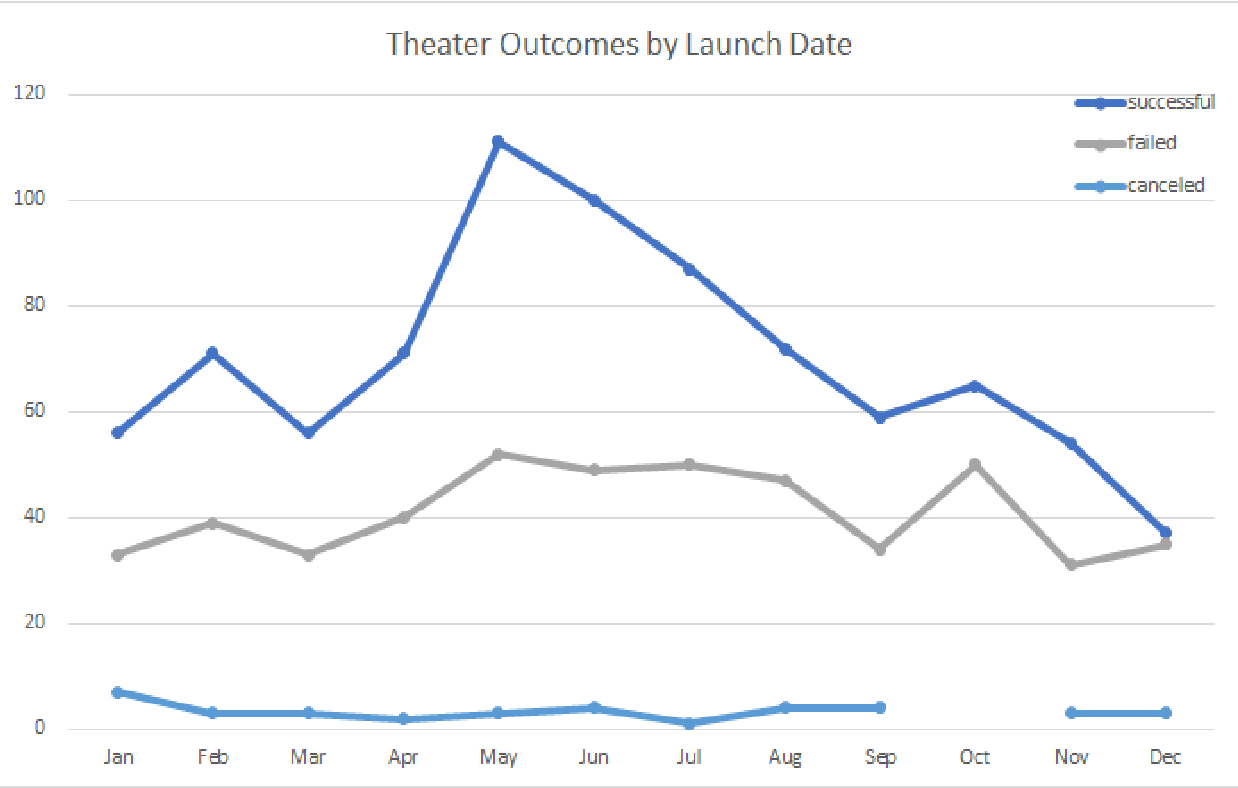 Theater Outcomes by Launch Date
120
successful
failed
canceled
100
80
60
40
20
0
Jan Feb Mar Apr May Jun Jul Aug Sep Oct Nov Dec